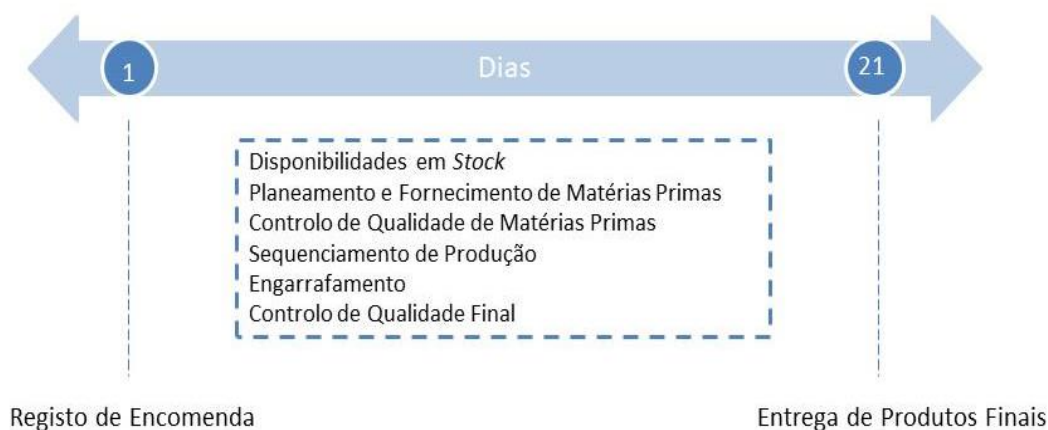 1
Dias
21
Disponibilidades em Stock
Planeamento e Fornecimento de Matérias Primas
Controlo de Qualidade de Matérias Primas
Sequenciamento de Produção
Engarrafamento
Controlo de Qualidade Final
Registo de Encomenda
Entrega de Produtos Finais